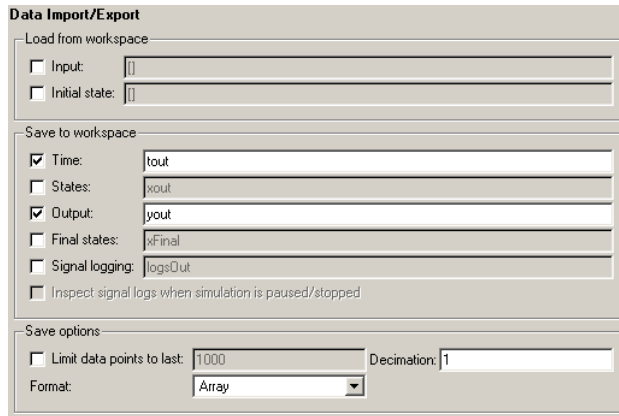 Data Import/Export
Load from workspace
Input: []
Initial state: []
Save to workspace
Time: tout
States: xout
Output: yout
Final states: xFinal
Signal logging: logsOut
Inspect signal logs when simulation is paused/stopped
Save options
Limit data points to last: 1000 Decimation: 1
Format: Array